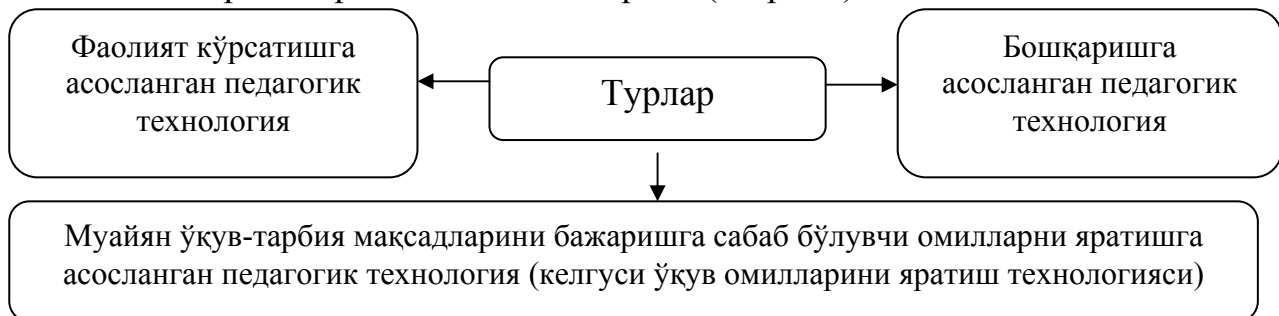 Фаолият кўрсатишга
асосланган педагогик
технология
Турлар
Бошқаришга
асосланган педагогик
технология
Муайян ўқув-тарбия мақсадларини бажаришга сабаб бўлувчи омилларни яратишга
асосланган педагогик технология (келгуси ўқув омилларини яратиш технологияси)